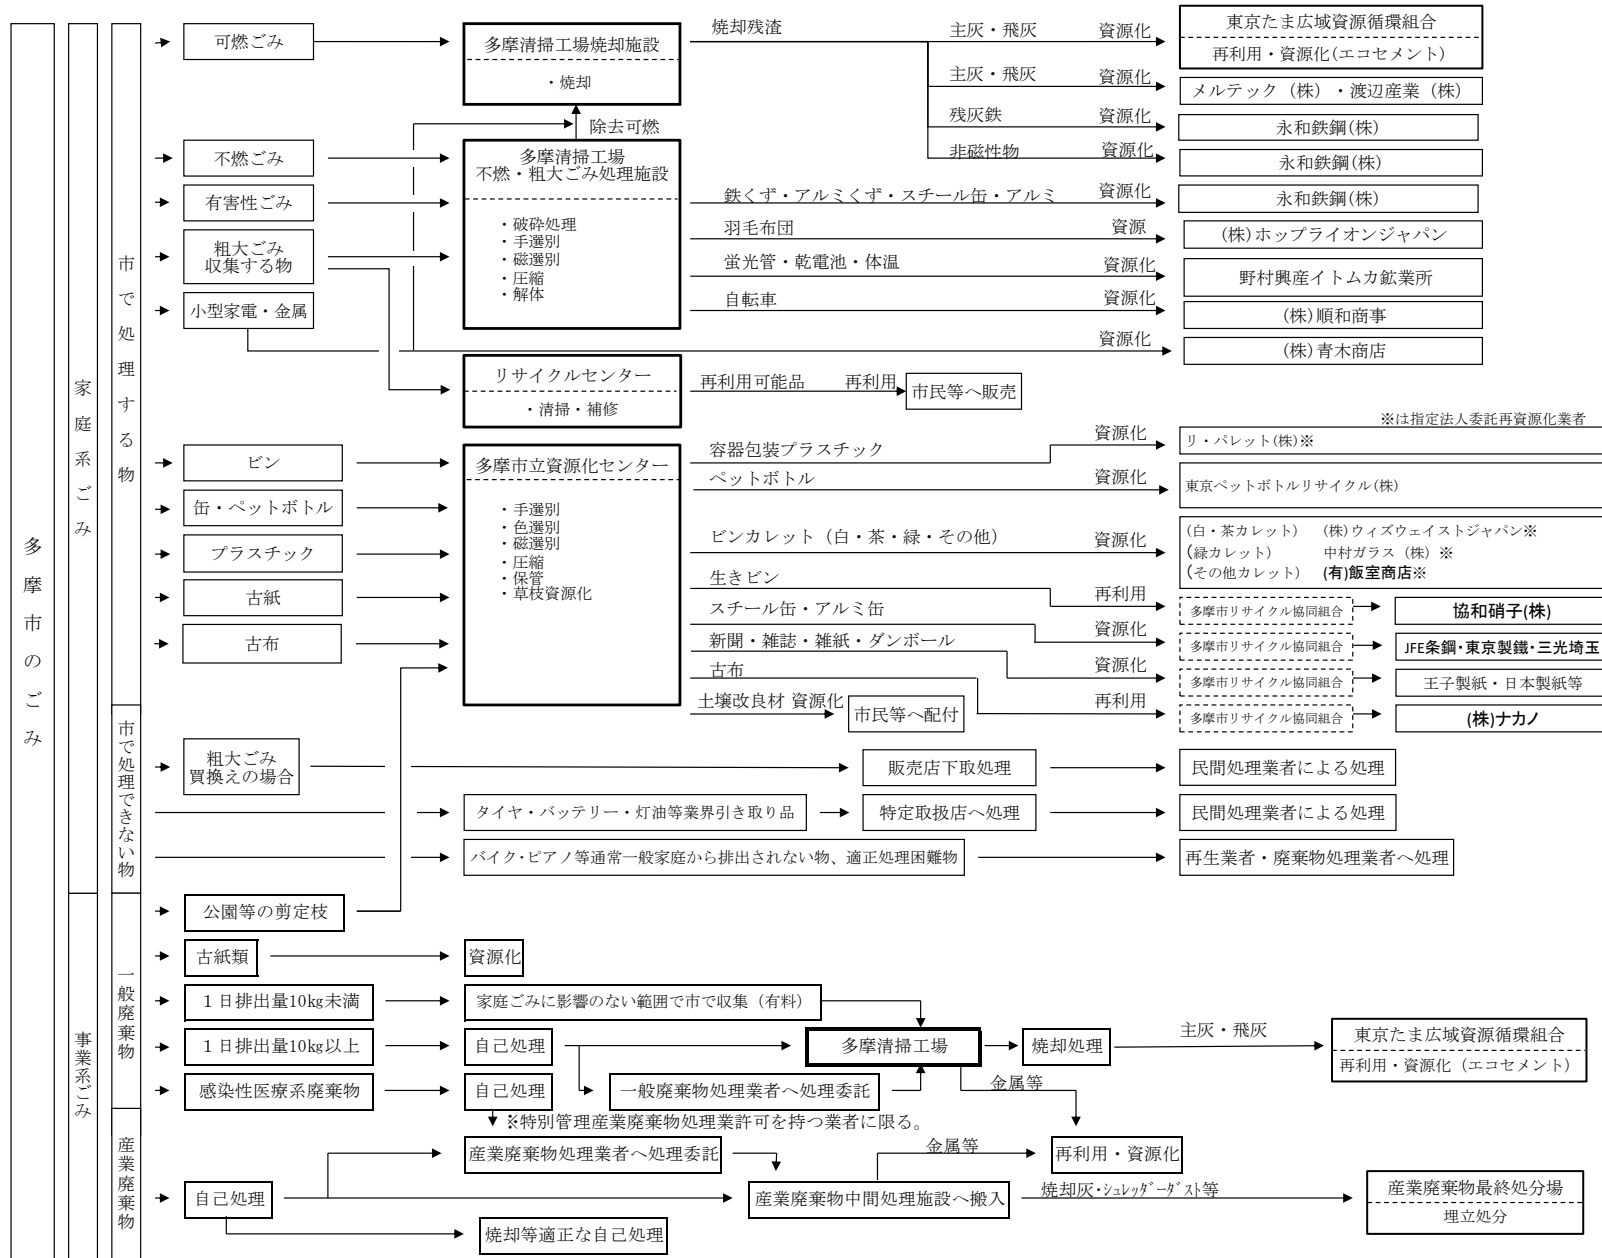 多摩市のごみ
家庭系ごみ
事業系ごみ
市で処理する物
市で処理できない物
一般廃棄物
産業廃棄物
可燃ごみ
多摩清掃工場焼却施設
・焼却
焼却残渣
主灰・飛灰 資源化
東京たま広域資源循環組合
再利用・資源化(エコセメント)
主灰・飛灰 資源化
メルテック（株）・渡辺産業（株）
残灰鉄 資源化
永和鉄鋼(株)
非磁性物 資源化
永和鉄鋼(株)
除去可燃
不燃ごみ
有害性ごみ
粗大ごみ
収集する物
小型家電・金属
多摩清掃工場
不燃・粗大ごみ処理施設
・破砕処理
・手選別
・磁選別
・圧縮
・解体
鉄くず・アルミくず・スチール缶・アルミ 資源化
永和鉄鋼(株)
羽毛布団 資源
(株)ホップライオンジャパン
蛍光管・乾電池・体温 資源化
野村興産イトムカ鉱業所
自転車 資源化
(株)順和商事
資源化
(株)青木商店
リサイクルセンター
・清掃・補修
再利用可能品 再利用
市民等へ販売
※は指定法人委託再資源化業者
ビン
缶・ペットボトル
プラスチック
古紙
古布
多摩市立資源化センター
・手選別
・色選別
・磁選別
・圧縮
・保管
・草枝資源化
容器包装プラスチック 資源化
リ・パレット(株)※
ペットボトル 資源化
東京ペットボトルリサイクル(株)
ビンカレット（白・茶・緑・その他） 資源化
(白・茶カレット) (株)ウィズウェイストジャパン※
(緑カレット) 中村ガラス（株）※
(その他カレット) (有)飯室商店※
生きビン 再利用
多摩市リサイクル協同組合
協和硝子(株)
スチール缶・アルミ缶 資源化
多摩市リサイクル協同組合
JFE条鋼・東京製鐵・三光埼玉
新聞・雑誌・雑紙・ダンボール 資源化
多摩市リサイクル協同組合
王子製紙・日本製紙等
古布 再利用
多摩市リサイクル協同組合
(株)ナカノ
土壌改良材 資源化
市民等へ配付
粗大ごみ
買換えの場合
販売店下取処理
民間処理業者による処理
タイヤ・バッテリー・灯油等業界引き取り品
特定取扱店へ処理
民間処理業者による処理
バイク・ピアノ等通常一般家庭から排出されない物、適正処理困難物
再生業者・廃棄物処理業者へ処理
公園等の剪定枝
古紙類
資源化
１日排出量10kg未満
家庭ごみに影響のない範囲で市で収集（有料）
１日排出量10kg以上
自己処理
多摩清掃工場
焼却処理
主灰・飛灰
東京たま広域資源循環組合
再利用・資源化（エコセメント）
感染性医療系廃棄物
自己処理
一般廃棄物処理業者へ処理委託
金属等
※特別管理産業廃棄物処理業許可を持つ業者に限る。
産業廃棄物処理業者へ処理委託
金属等
再利用・資源化
自己処理
産業廃棄物中間処理施設へ搬入
焼却灰・ｼｭﾚｯﾀﾞｰﾀﾞｽﾄ等
産業廃棄物最終処分場
埋立処分
焼却等適正な自己処理